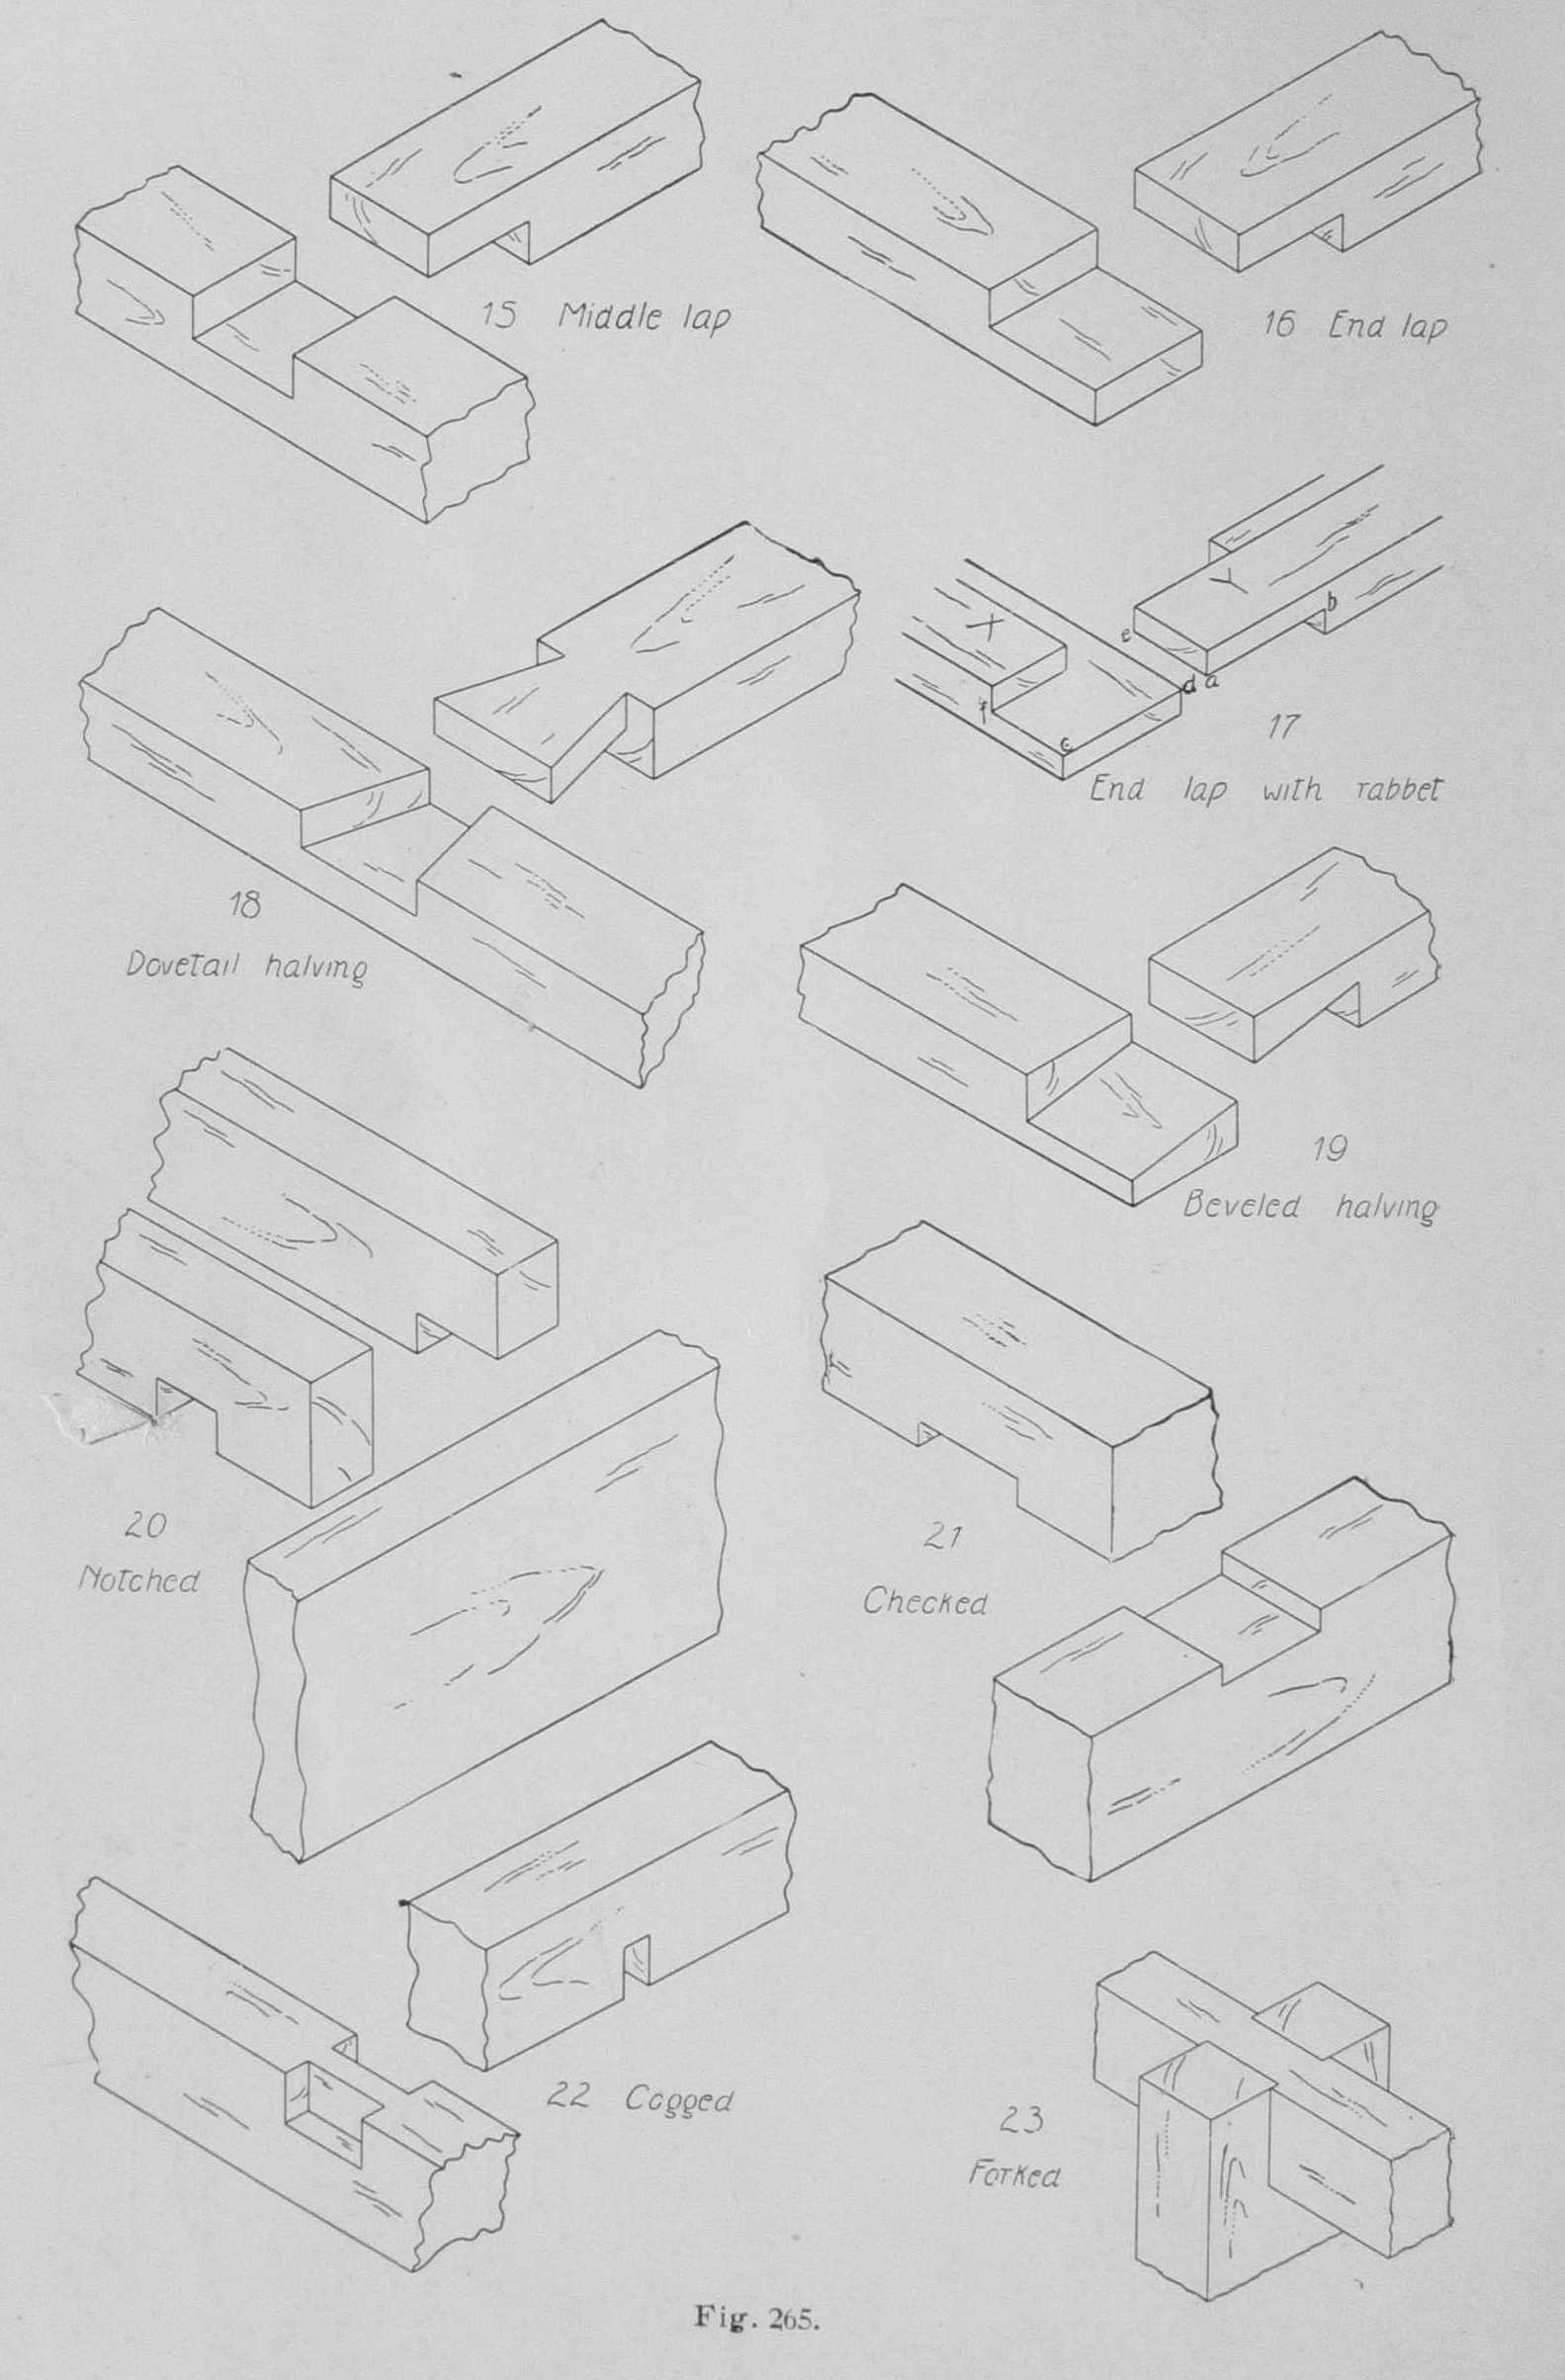 15 Middle lap
16 End lap
X
Y
e
b
d a
f
c
17
End lap with rabbet
18
Dovetail halving
19
Beveled halving
20
Notched
21
Checked
22 Cogged
23
Forked
Fig. 265.